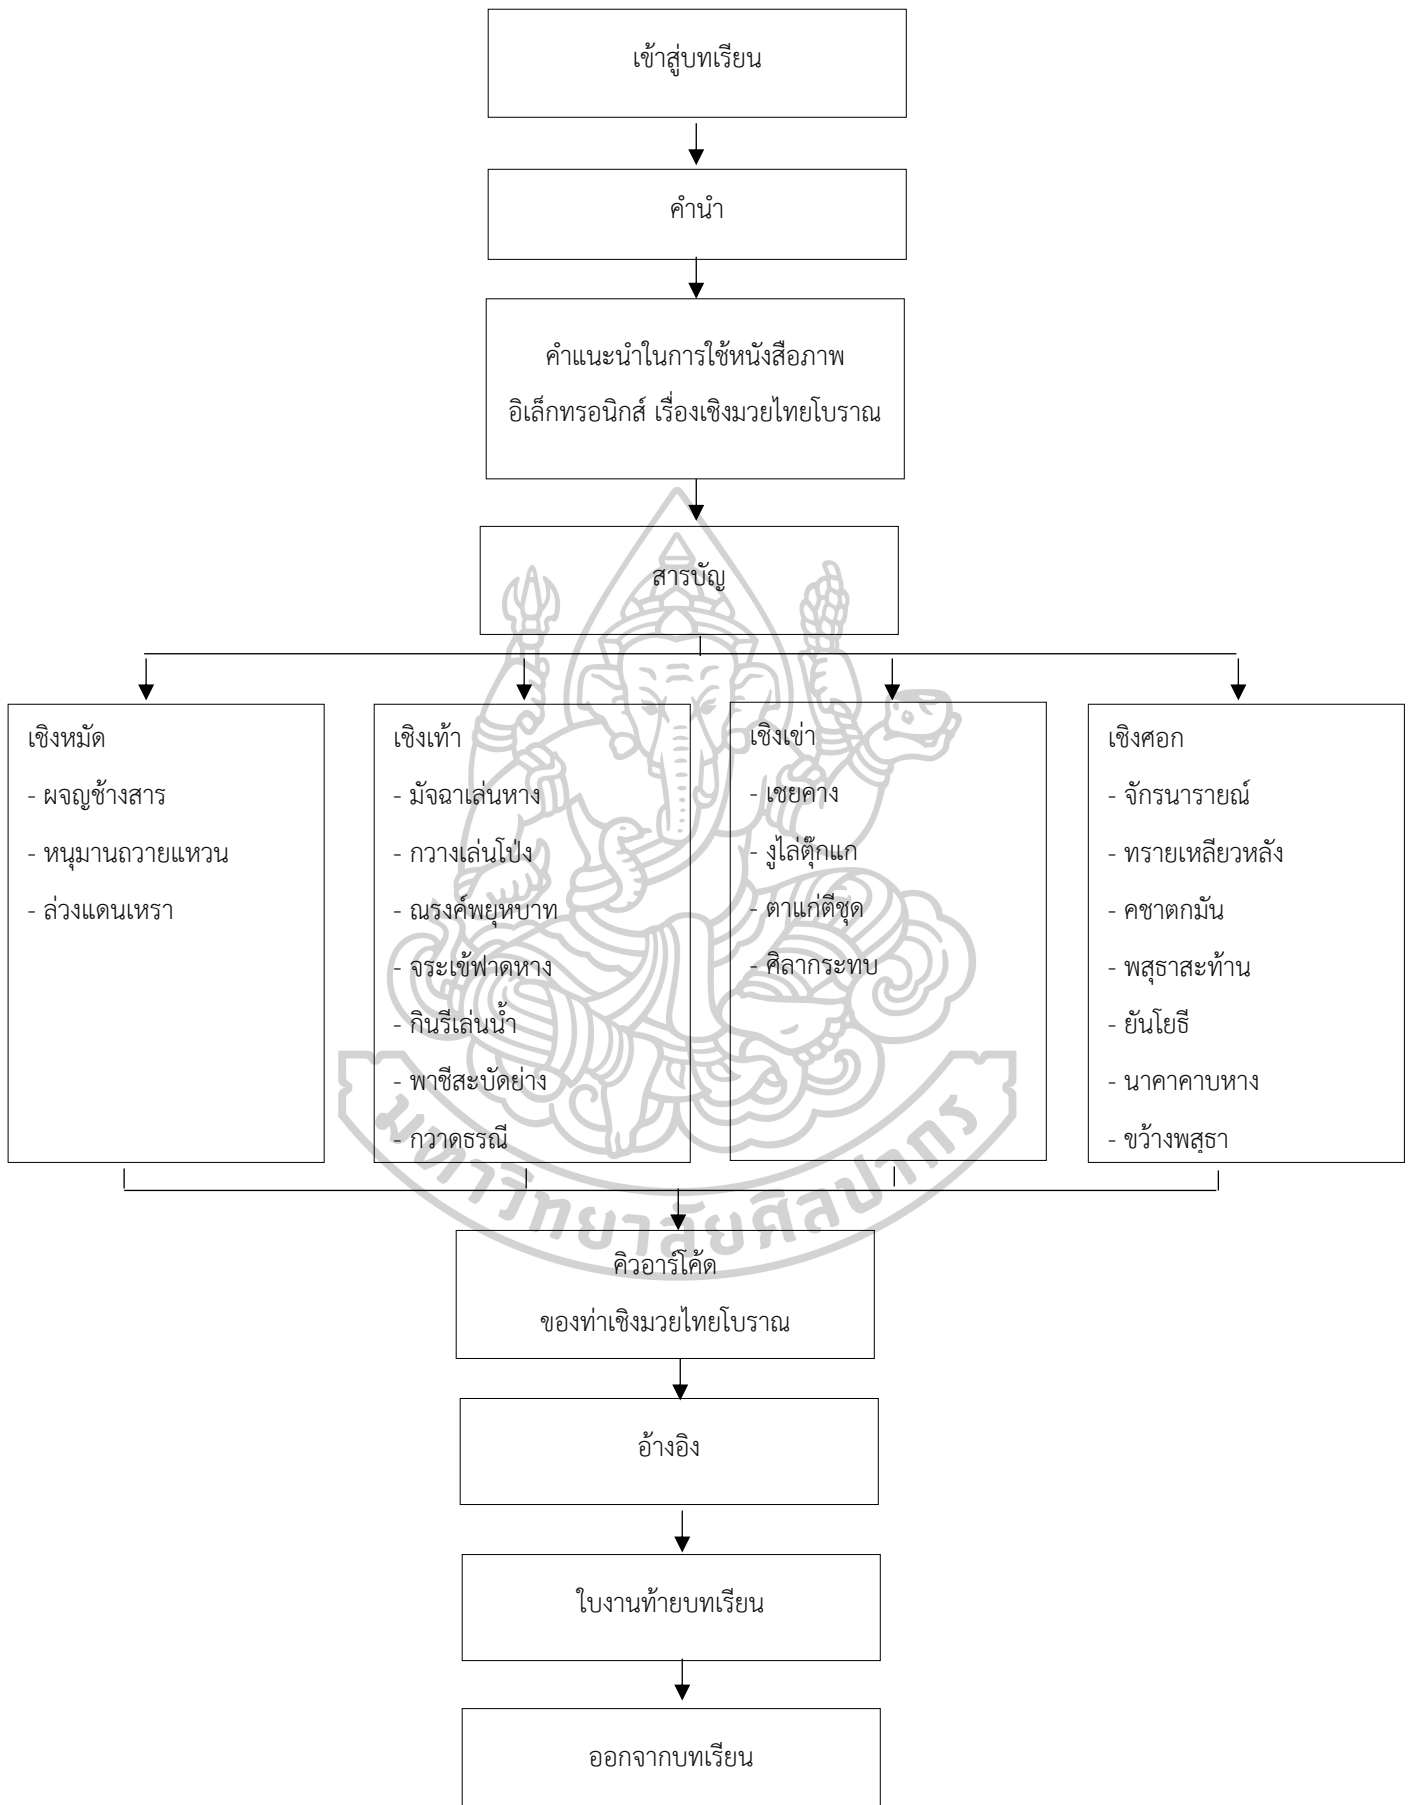 เข้าสู่บทเรียน
คำนำ
คำแนะนำในการใช้หนังสือภาพ
อิเล็กทรอนิกส์ เรื่องเชิงมวยไทยโบราณ
สารบัญ
เชิงหมัด
- ผจญช้างสาร
- หนุมานถวายแหวน
- ล่วงแดนเหรา
เชิงเท้า
- มัจฉาเล่นหาง
- กวางเล่นโป่ง
- ณรงค์พยุหบาท
- จระเข้ฟาดหาง
- กินรีเล่นน้ำ
- พาชีสะบัดย่าง
- กวาดธรณี
เชิงเข่า
- เชยคาง
- งูไล่ตุ๊กแก
- ตาแก่ตีชุด
- ศิลากระทบ
เชิงศอก
- จักรนารายณ์
- ทรายเหลียวหลัง
- คชาตกมัน
- พสุธาสะท้าน
- ยันโยธี
- นาคาคาบหาง
- ขว้างพสุธา
มหาวิทยาลัยศิลปากร
คิวอาร์โค้ด
ของท่าเชิงมวยไทยโบราณ
อ้างอิง
ใบงานท้ายบทเรียน
ออกจากบทเรียน